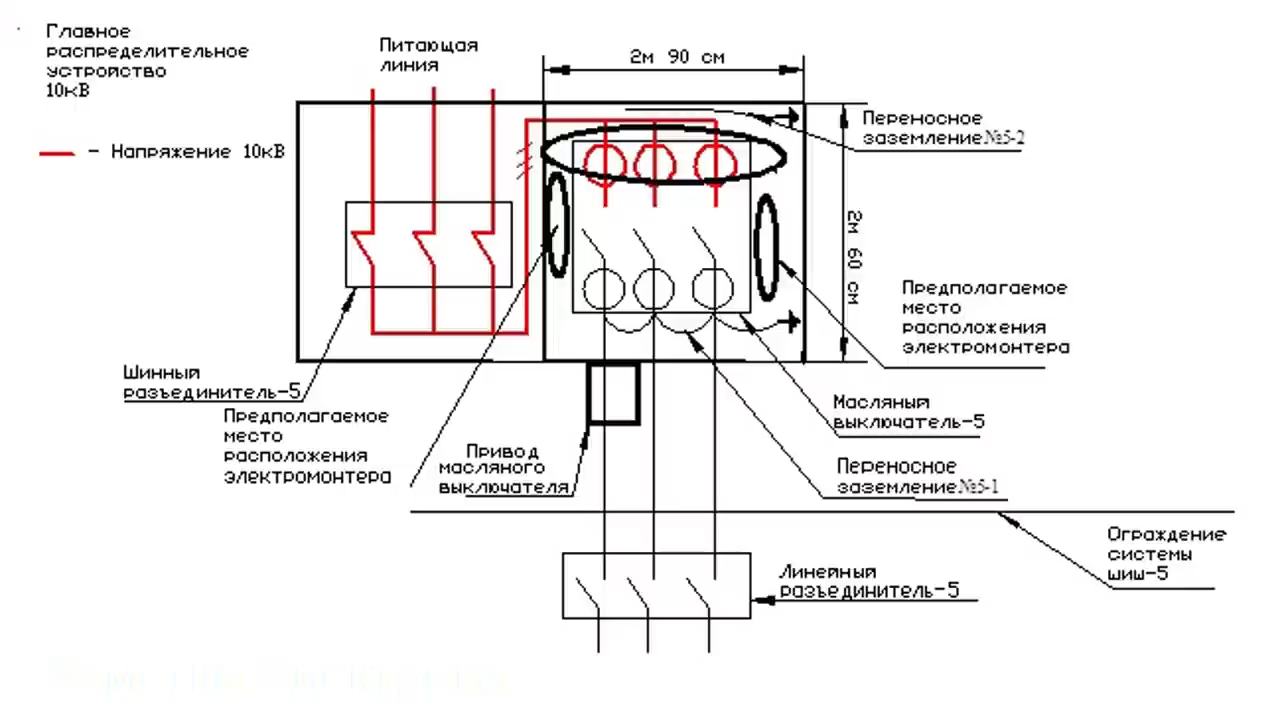 Главное
распределительное
устройство
10кВ
Питающая
линия
2м 90 см
- Напряжение 10кВ
Переносное
заземление№5-2
2м 60 см
Предполагаемое
место
расположения
электромонтера
Шинный
разъединитель-5
Предполагаемое
место
расположения
электромонтера
Масляный
выключатель-5
Привод
масляного
выключателя
Переносное
заземление№5-1
Ограждение
системы
шиш-5
Линейный
разъединитель-5